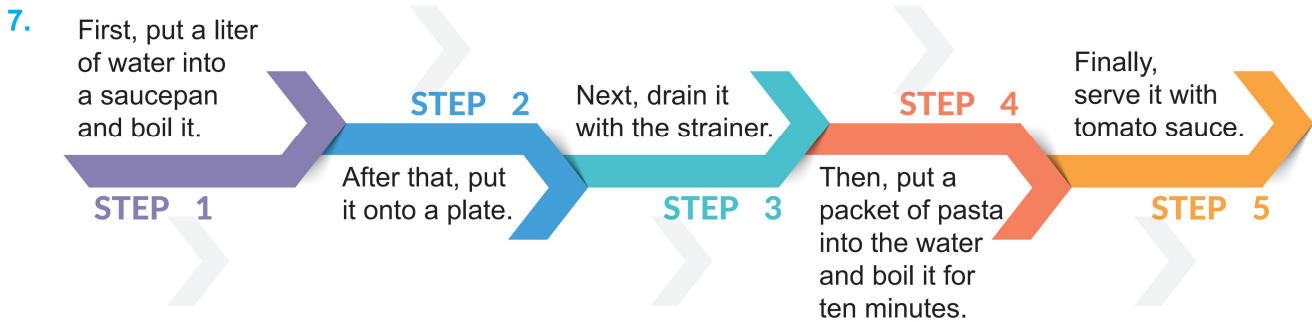 7.
First, put a liter
of water into
a saucepan
and boil it.
STEP 1
STEP 2
After that, put
it onto a plate.
Next, drain it
with the strainer.
STEP 3
STEP 4
Then, put a
packet of pasta
into the water
and boil it for
ten minutes.
Finally,
serve it with
tomato sauce.
STEP 5